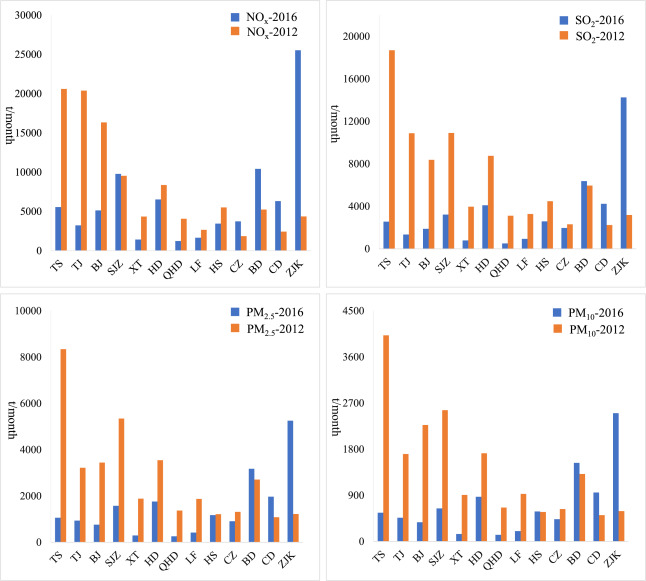 30000
25000
20000
15000
10000
5000
0
t/month
NOx-2016
NOx-2012
TS TJ BJ SJZ XT HD QHD LF HS CZ BD CD ZJK
20000
16000
12000
8000
4000
0
t/month
SO2-2016
SO2-2012
TS TJ BJ SJZ XT HD QHD LF HS CZ BD CD ZJK
10000
8000
6000
4000
2000
0
t/month
PM2.5-2016
PM2.5-2012
TS TJ BJ SJZ XT HD QHD LF HS CZ BD CD ZJK
4500
3600
2700
1800
900
0
t/month
PM10-2016
PM10-2012
TS TJ BJ SJZ XT HD QHD LF HS CZ BD CD ZJK